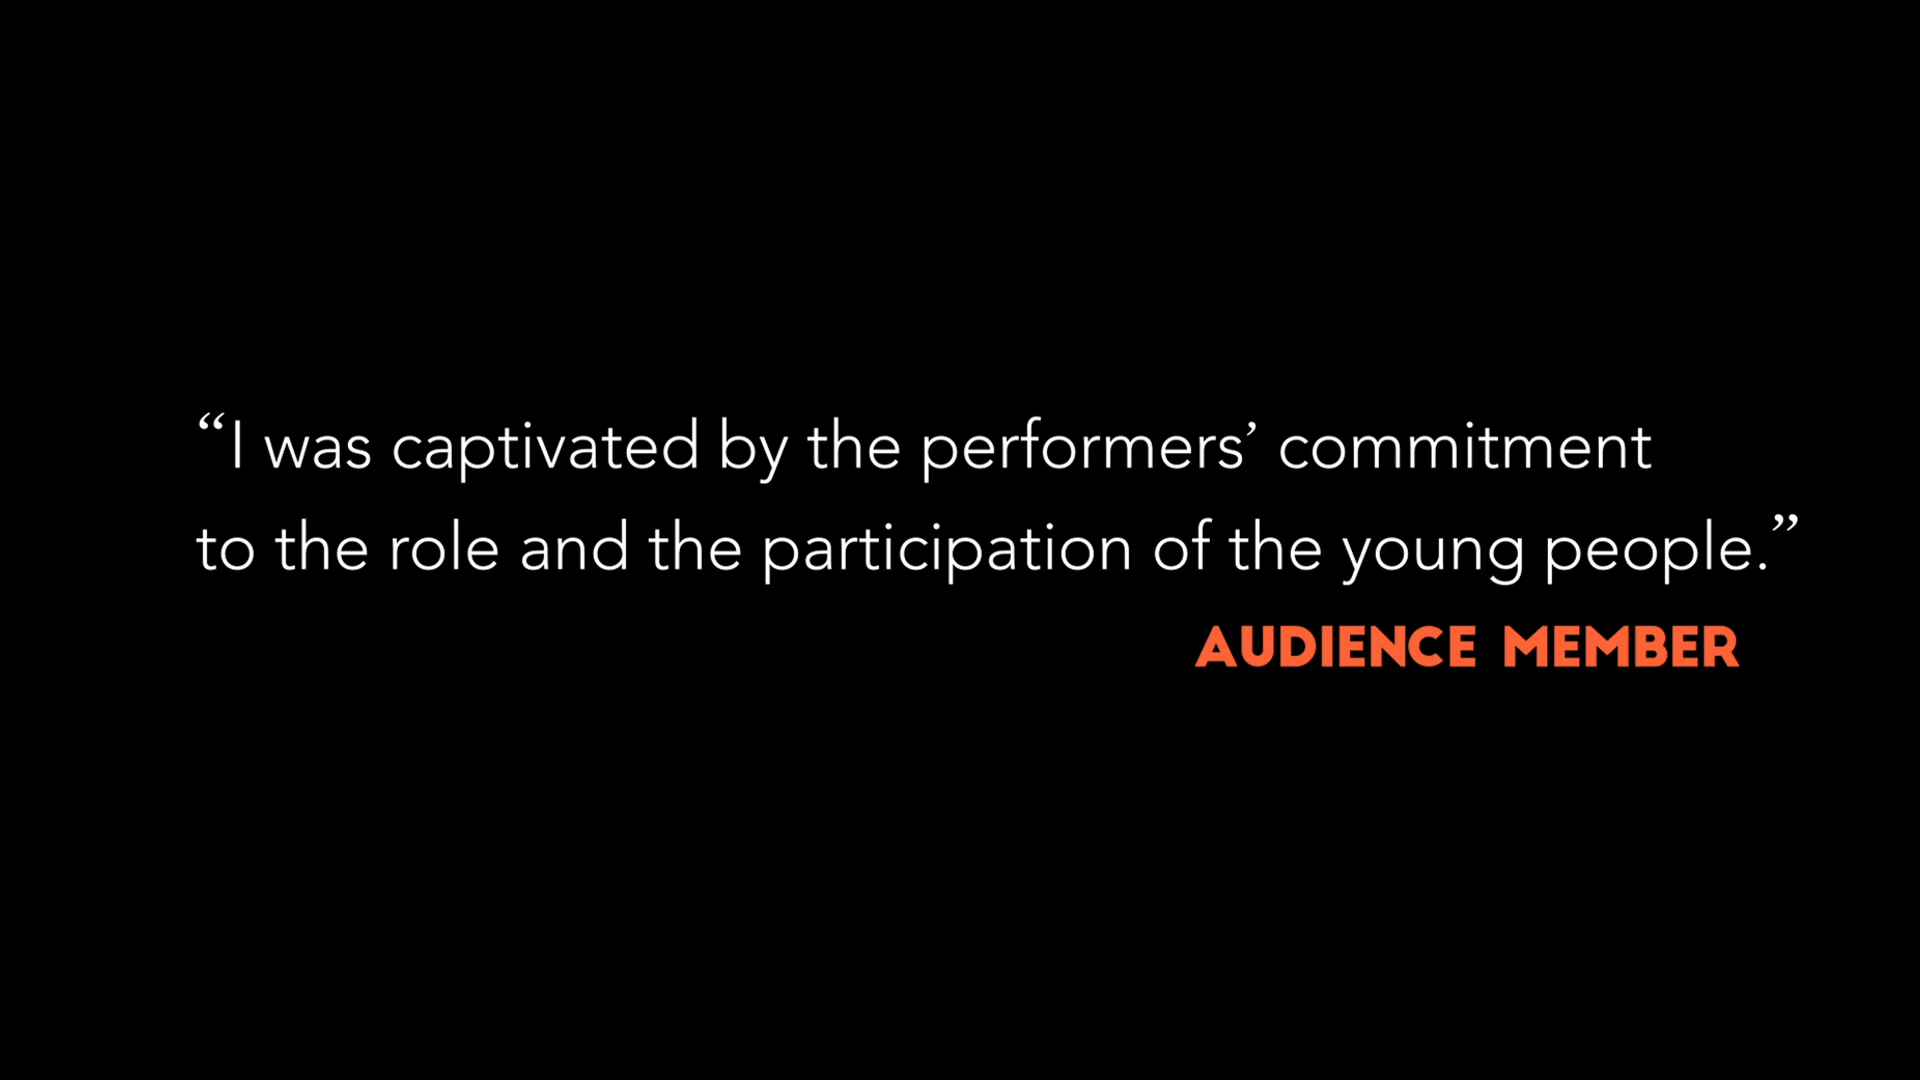 “I was captivated by the performers’ commitment
to the role and the participation of the young people.”
AUDIENCE MEMBER